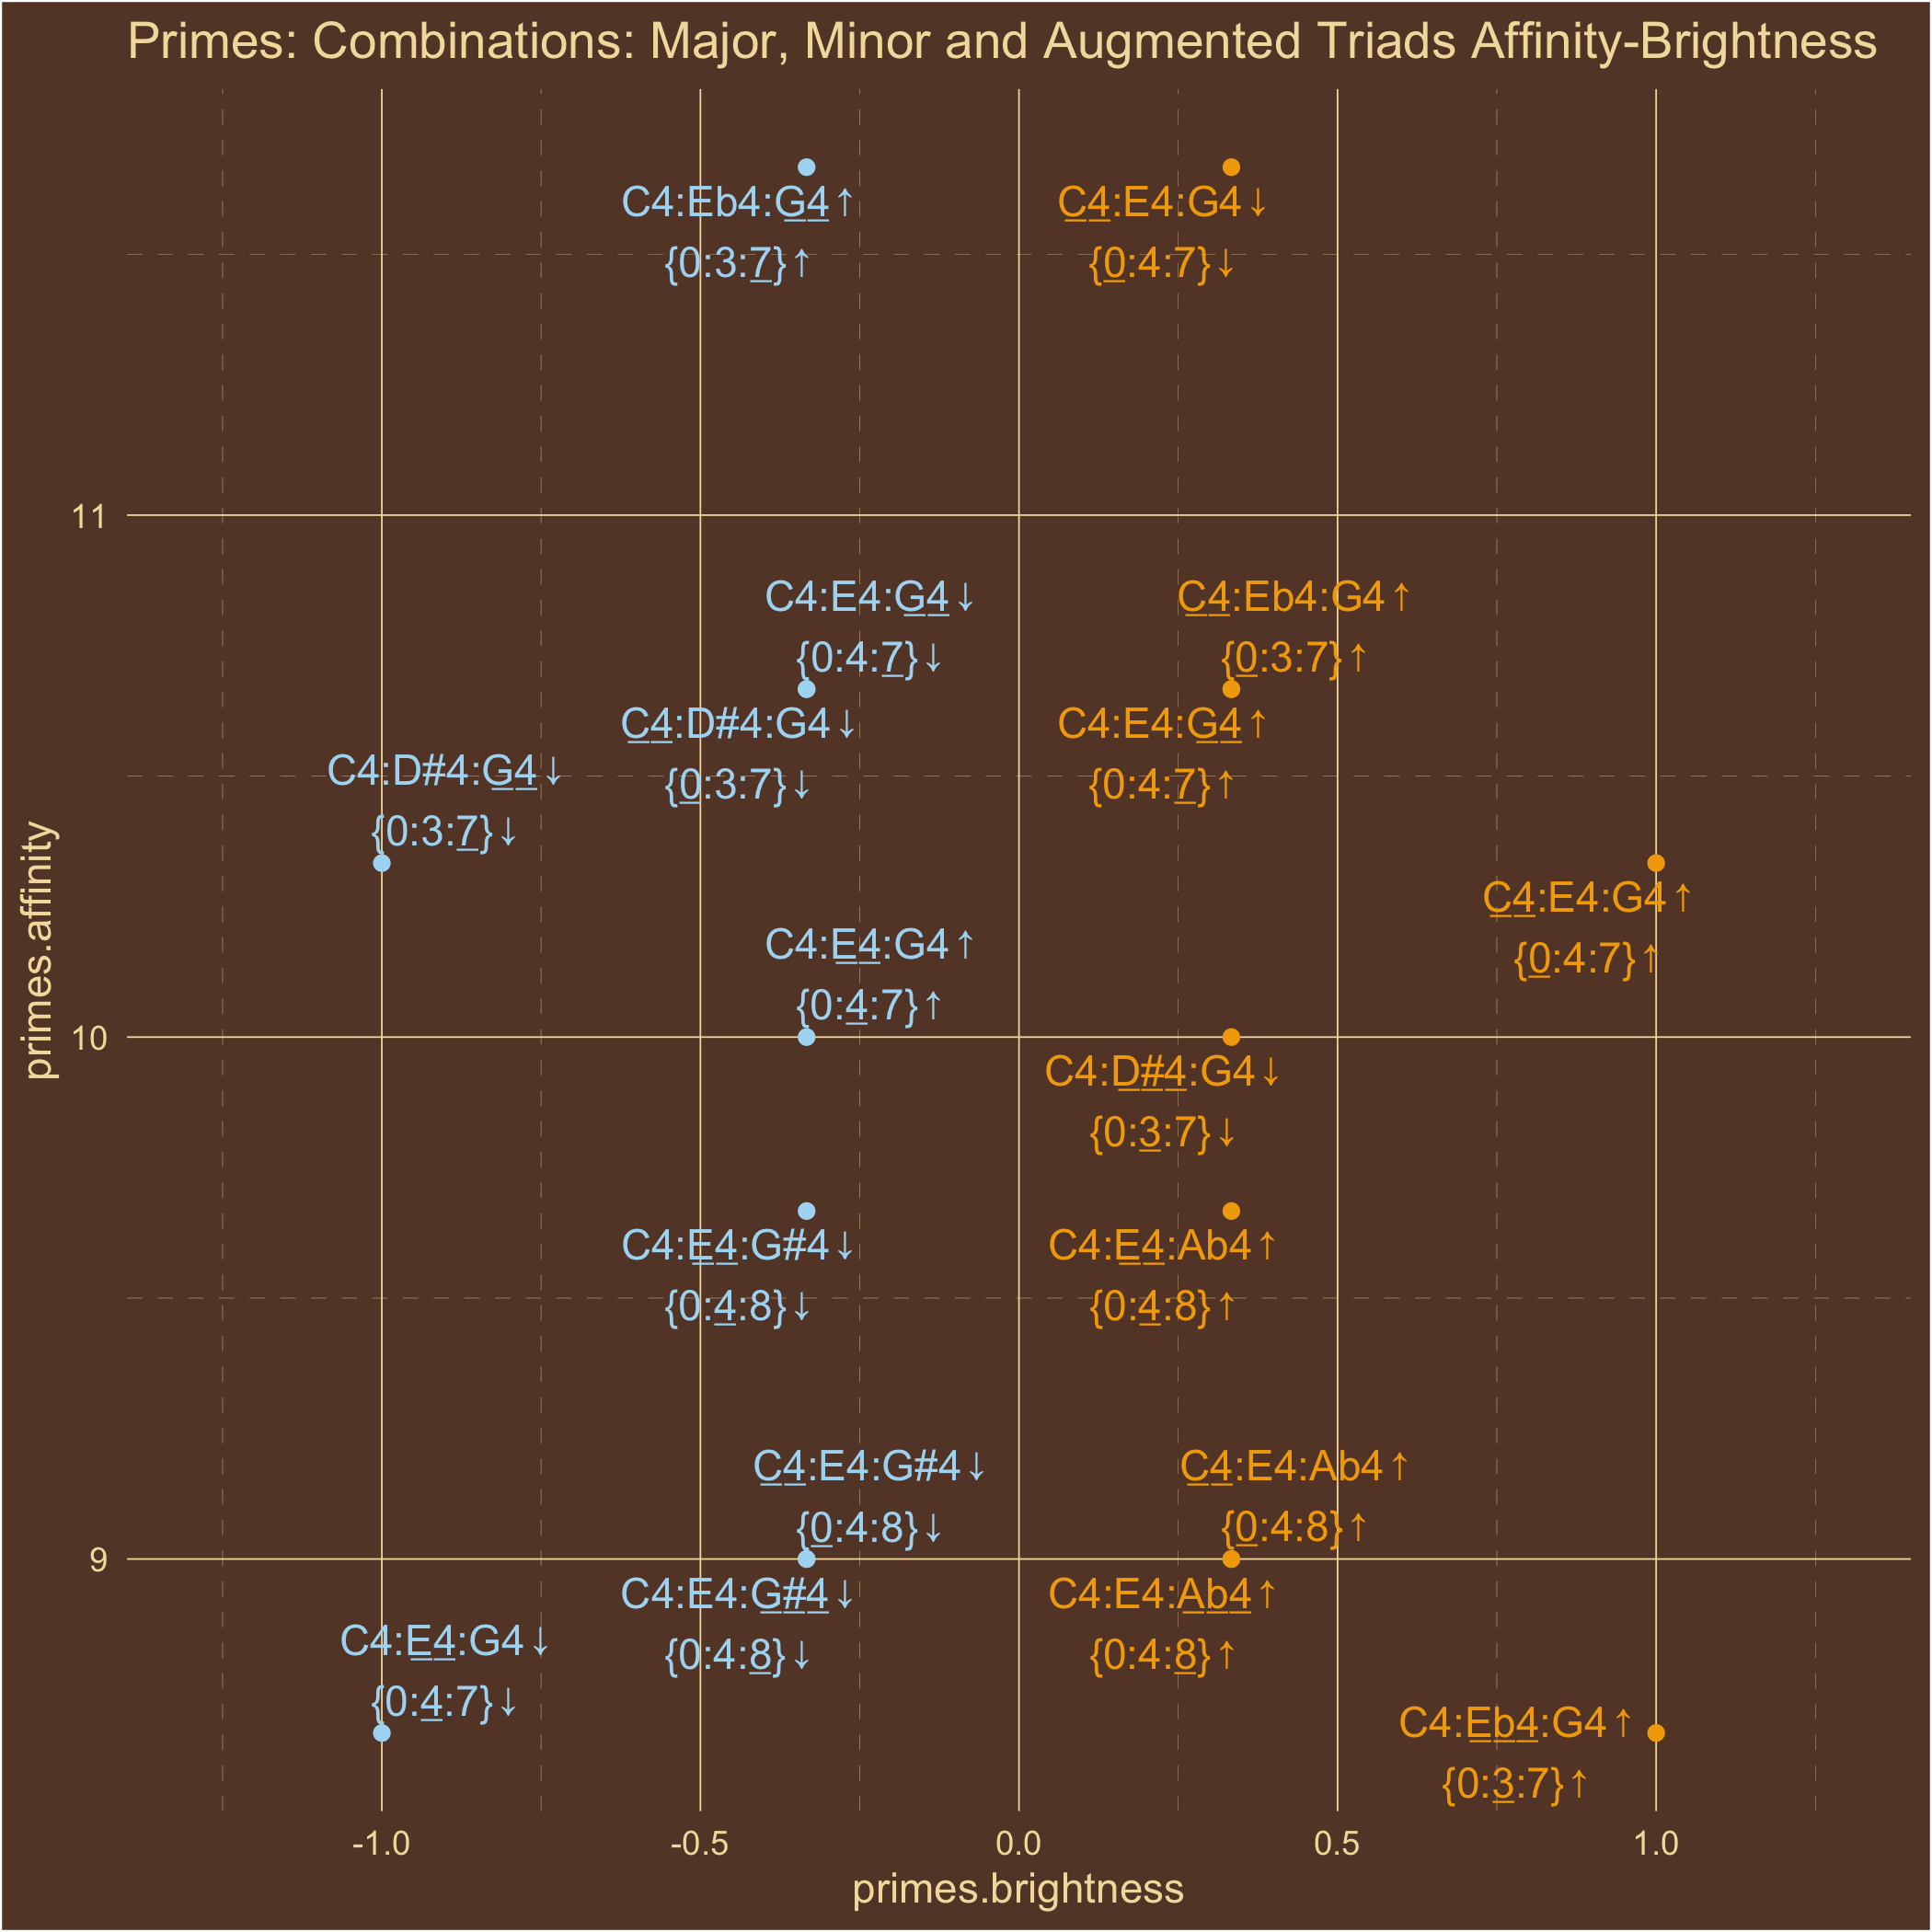 Primes: Combinations: Major, Minor and Augmented Triads Affinity-Brightness
C4:Eb4:G4↑
{0:3:7}↑
C4:E4:G4↓
{0:4:7}↓
11
C4:E4:G4↓
{0:4:7}↓
C4:Eb4:G4↑
{0:3:7}↑
C4:D#4:G4↓
{0:3:7}↓
C4:E4:G4↑
{0:4:7}↑
C4:D#4:G4↓
{0:3:7}↓
C4:E4:G4↑
{0:4:7}↑
C4:E4:G4↑
{0:4:7}↑
10
C4:D#4:G4↓
{0:3:7}↓
C4:E4:G#4↓
{0:4:8}↓
C4:E4:Ab4↑
{0:4:8}↑
C4:E4:G#4↓
{0:4:8}↓
C4:E4:Ab4↑
{0:4:8}↑
9
C4:E4:G#4↓
{0:4:8}↓
C4:E4:Ab4↑
{0:4:8}↑
C4:E4:G4↓
{0:4:7}↓
C4:Eb4:G4↑
{0:3:7}↑
primes.affinity
-1.0 -0.5 0.0 0.5 1.0
primes.brightness